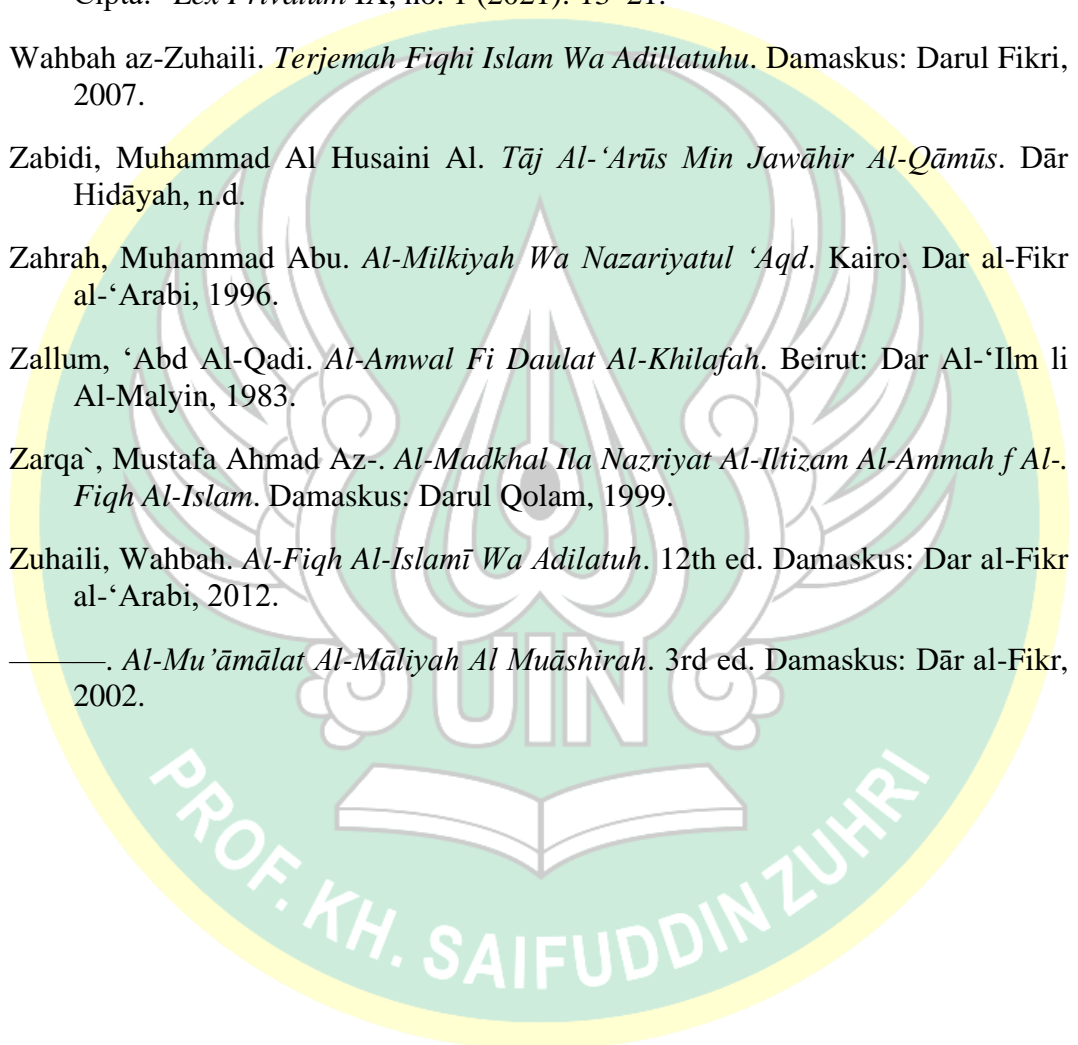 Cipta." Lex Privatum IX, no. 1 (2021): 13–21.
Wahbah az-Zuhaili. Terjemah Fiqhi Islam Wa Adillatuhu. Damaskus: Darul Fikri,
2007.
Zabidi, Muhammad Al Husaini Al. Tāj Al-‘Arūs Min Jawāhir Al-Qāmūs. Dār
Hidāyah, n.d.
Zahrah, Muhammad Abu. Al-Milkiyah Wa Nazariyatul ‘Aqd. Kairo: Dar al-Fikr
al-‘Arabi, 1996.
Zallum, ‘Abd Al-Qadi. Al-Amwal Fi Daulat Al-Khilafah. Beirut: Dar Al-‘Ilm li
Al-Malyin, 1983.
Zarqa`, Mustafa Ahmad Az-. Al-Madkhal Ila Nazriyat Al-Iltizam Al-Ammah f Al-.
Fiqh Al-Islam. Damaskus: Darul Qolam, 1999.
Zuhaili, Wahbah. Al-Fiqh Al-Islamī Wa Adilatuh. 12th ed. Damaskus: Dar al-Fikr
al-‘Arabi, 2012.
———. Al-Mu’āmālat Al-Māliyah Al Muāshirah. 3rd ed. Damaskus: Dār al-Fikr,
2002.
UIN
PROF. KH. SAIFUDDIN ZUHRI